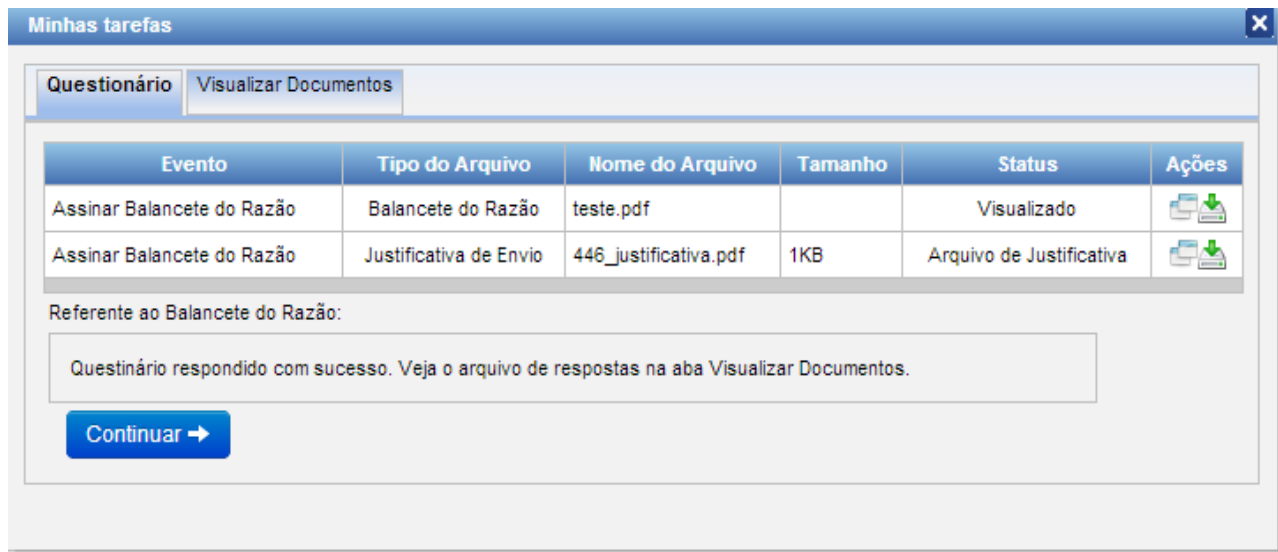 Minhas tarefas
Questionário Visualizar Documentos
Evento Tipo do Arquivo Nome do Arquivo Tamanho Status Ações
Assinar Balancete do Razão Balancete do Razão teste.pdf Visualizado
Assinar Balancete do Razão Justificativa de Envio 446_justificativa.pdf 1KB Arquivo de Justificativa
Referente ao Balancete do Razão:
Questinário respondido com sucesso. Veja o arquivo de respostas na aba Visualizar Documentos.
Continuar